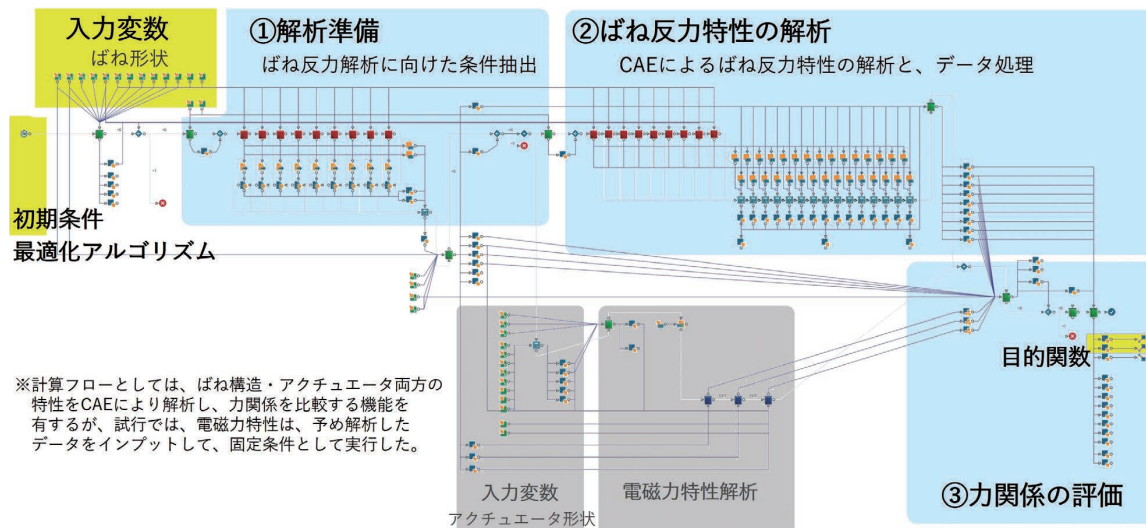 入力変数
ばね形状
①解析準備
ばね反力解析に向けた条件抽出
②ばね反力特性の解析
CAEによるばね反力特性の解析と、データ処理
初期条件
最適化アルゴリズム
※計算フローとしては、ばね構造・アクチュエータ両方の
特性をCAEにより解析し、力関係を比較する機能を
有するが、試行では、電磁力特性は、予め解析した
データをインプットして、固定条件として実行した。
入力変数
アクチュエータ形状
電磁力特性解析
目的関数
③力関係の評価